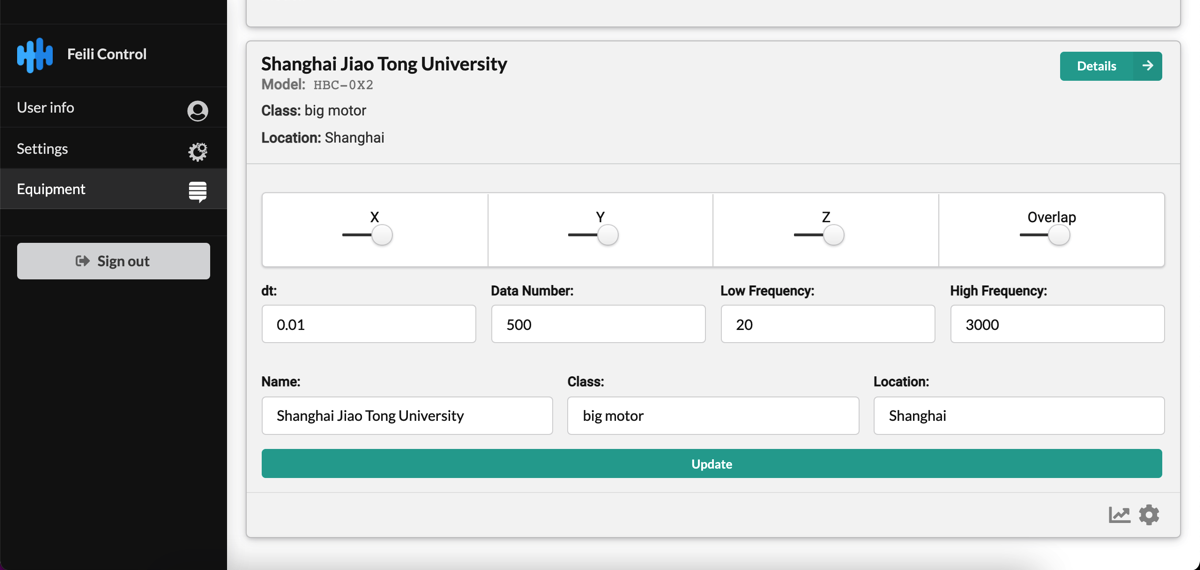 Feili Control
User info
Settings
Equipment
Sign out
Shanghai Jiao Tong University
Details
Model: HBC-0X2
Class: big motor
Location: Shanghai
X Y Z Overlap
dt: Data Number: Low Frequency: High Frequency:
0.01 500 20 3000
Name: Class: Location:
Shanghai Jiao Tong University big motor Shanghai
Update